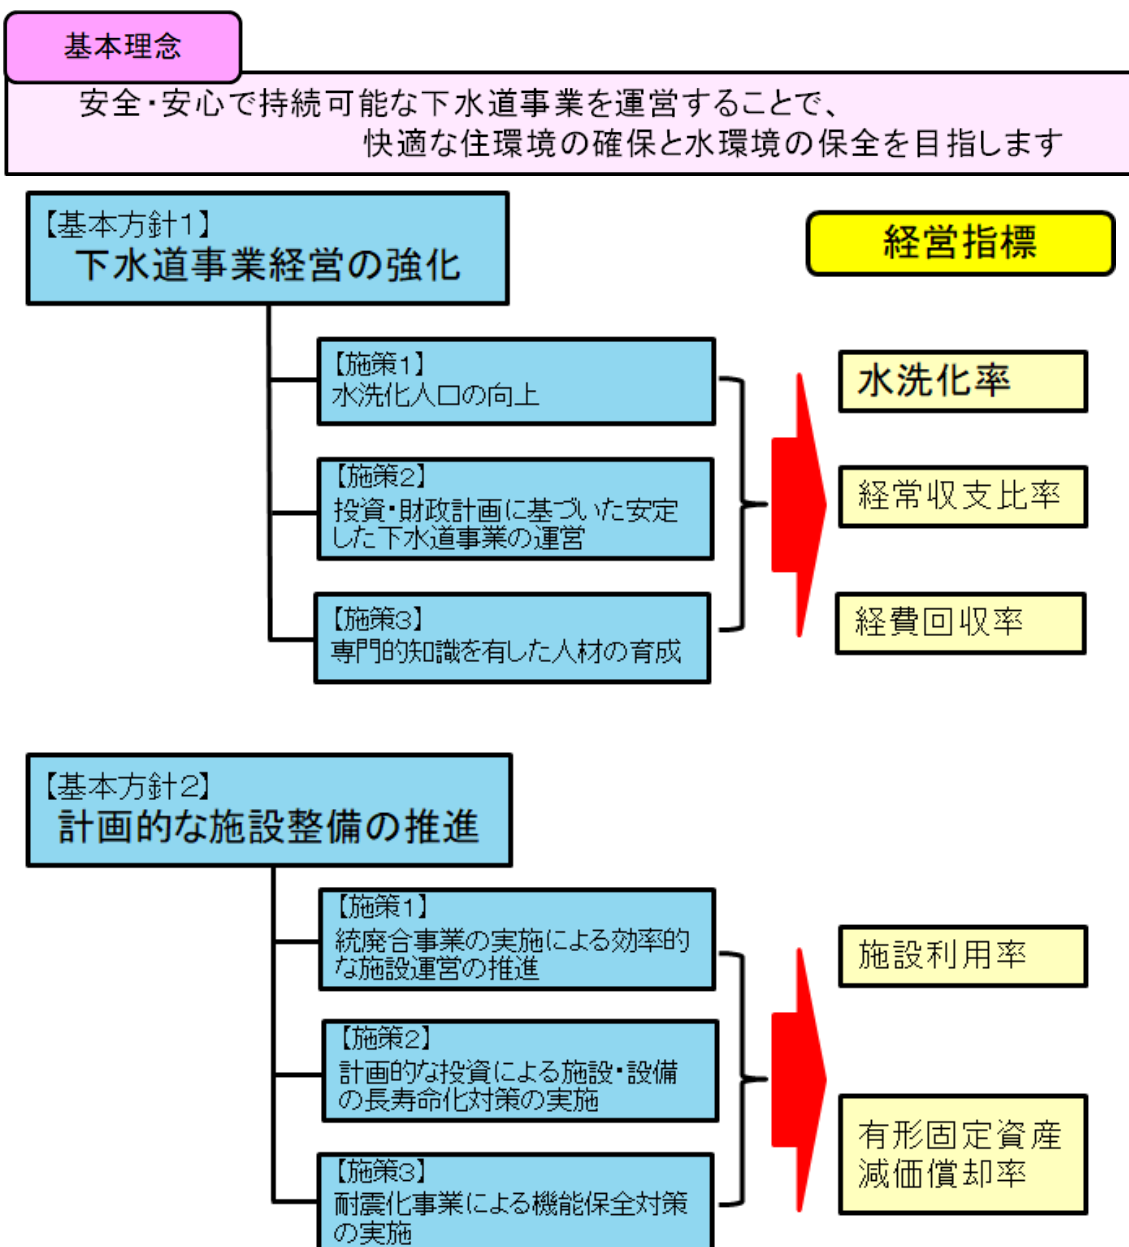 基本理念
安全・安心で持続可能な下水道事業を運営することで、
快適な住環境の確保と水環境の保全を目指します
【基本方針1】
下水道事業経営の強化
経営指標
【施策1】
水洗化人口の向上
【施策2】
投資・財政計画に基づいた安定
した下水道事業の運営
【施策3】
専門的知識を有した人材の育成
水洗化率
経常収支比率
経費回収率
【基本方針2】
計画的な施設整備の推進
【施策1】
統廃合事業の実施による効率的
な施設運営の推進
【施策2】
計画的な投資による施設・設備
の長寿命化対策の実施
【施策3】
耐震化事業による機能保全対策
の実施
施設利用率
有形固定資産
減価償却率